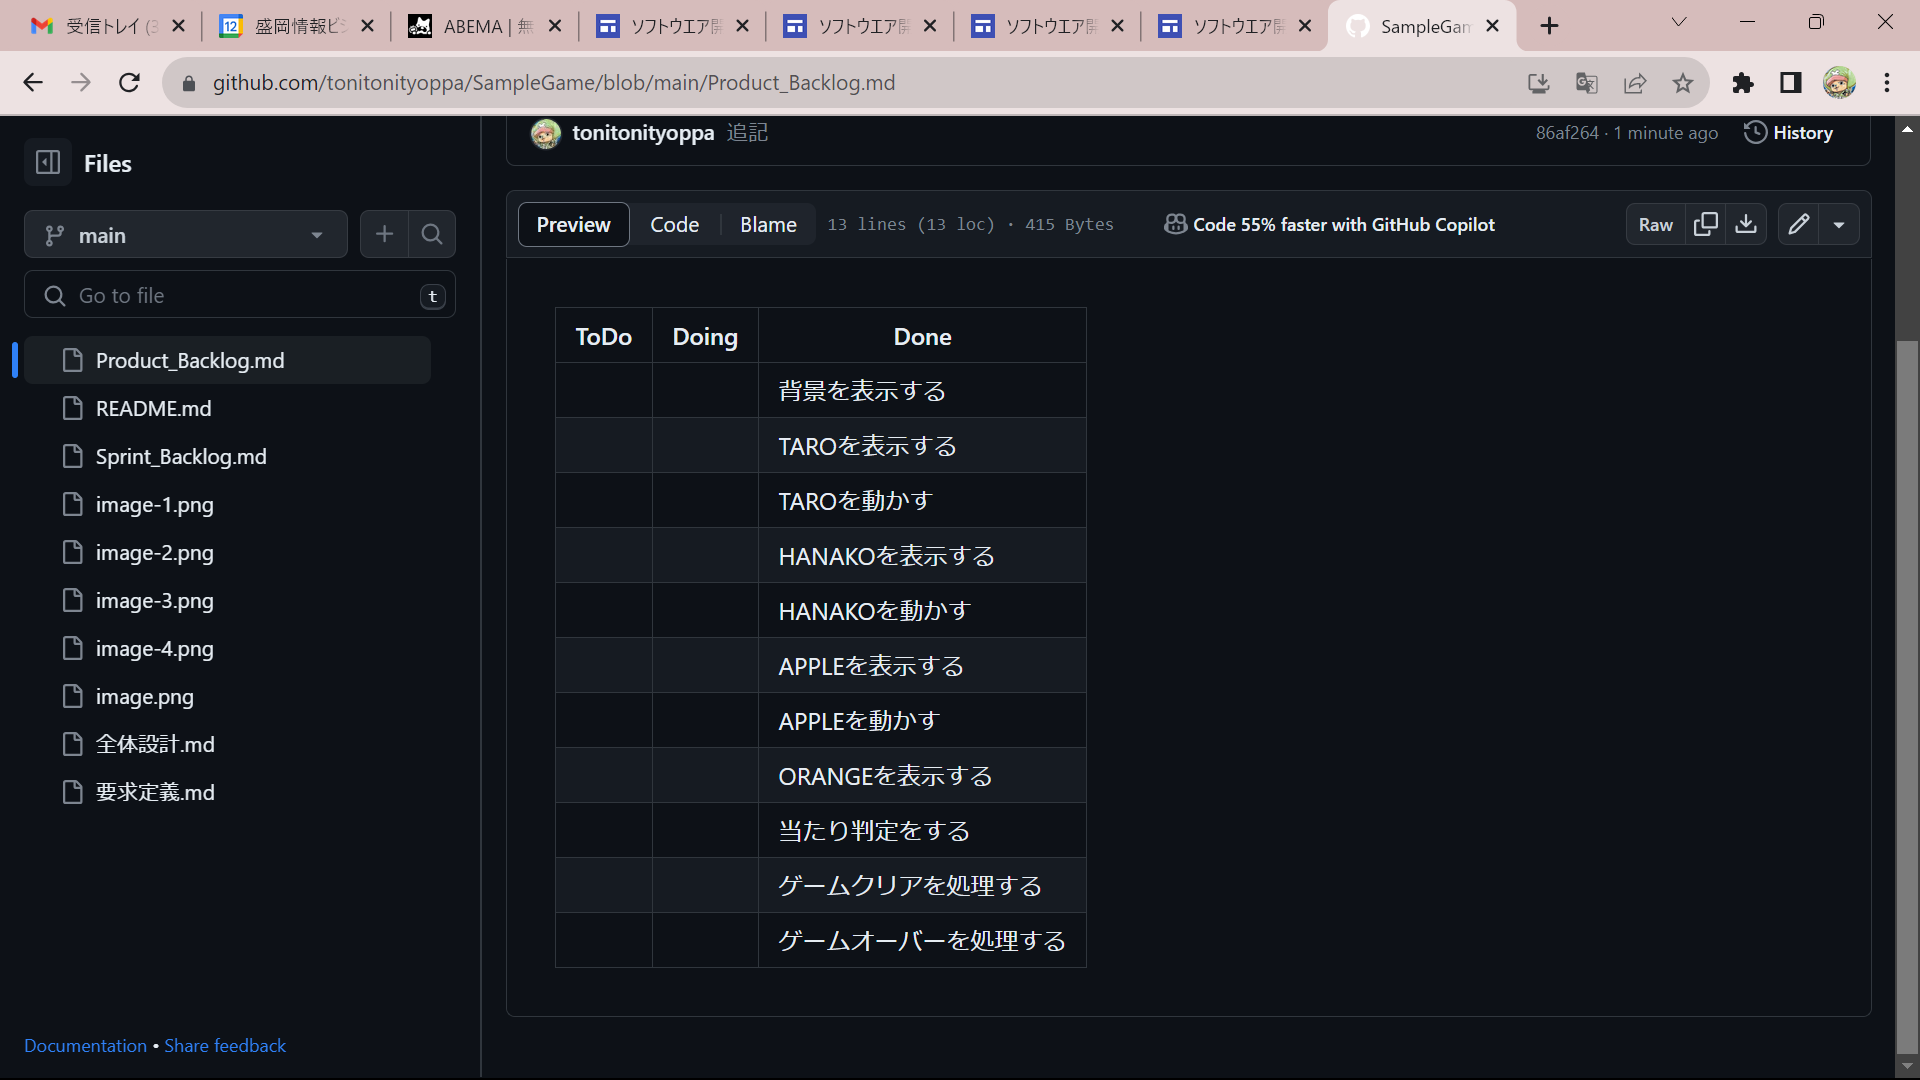 受信トレイ (3
盛岡情報ビジ
ABEMA | 無
ソフトウエア開
ソフトウエア開
ソフトウエア開
ソフトウエア開
SampleGam
github.com/tonitonityoppa/SampleGame/blob/main/Product_Backlog.md
Files
main
Go to file
t
Product_Backlog.md
README.md
Sprint_Backlog.md
image-1.png
image-2.png
image-3.png
image-4.png
image.png
全体設計.md
要求定義.md
Documentation • Share feedback
tonitonityoppa 追記
86af264 · 1 minute ago
History
Preview Code Blame 13 lines (13 loc) · 415 Bytes
Code 55% faster with GitHub Copilot
Raw
ToDo Doing Done
背景を表示する
TAROを表示する
TAROを動かす
HANAKOを表示する
HANAKOを動かす
APPLEを表示する
APPLEを動かす
ORANGEを表示する
当たり判定をする
ゲームクリアを処理する
ゲームオーバーを処理する